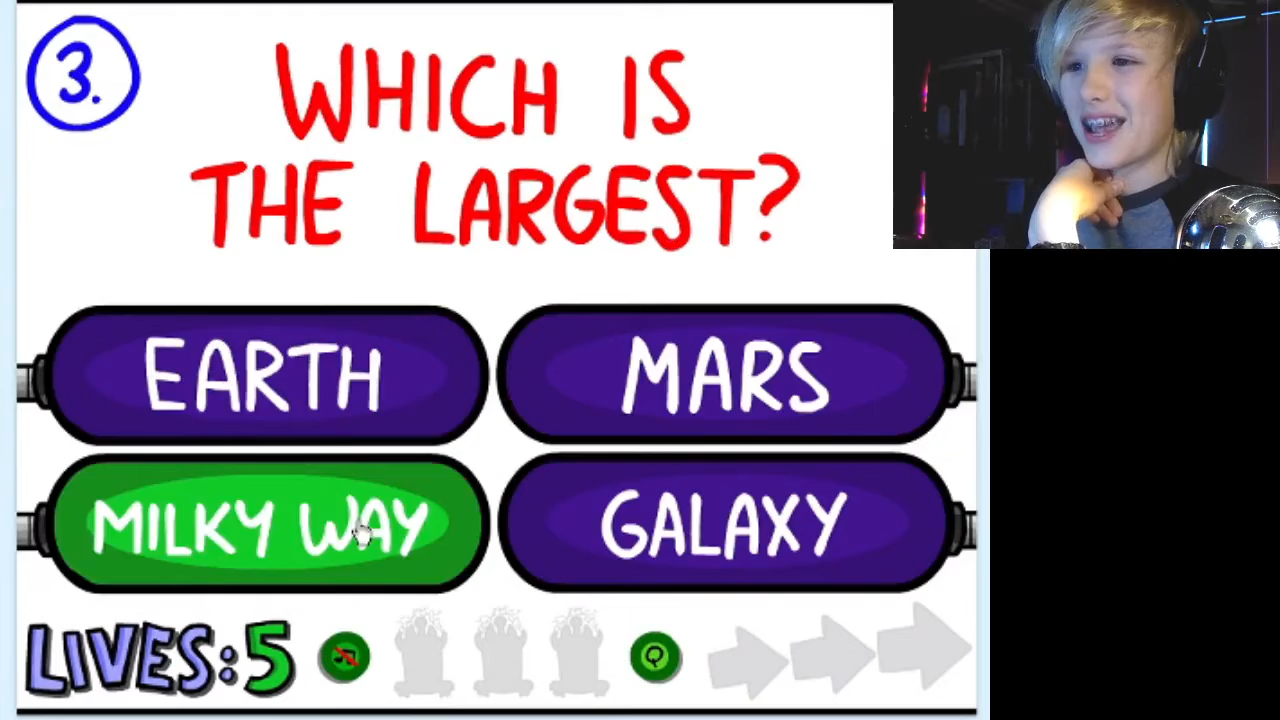 3.
WHICH IS
THE LARGEST?
EARTH
MARS
MILKY WAY
GALAXY
LIVES:5